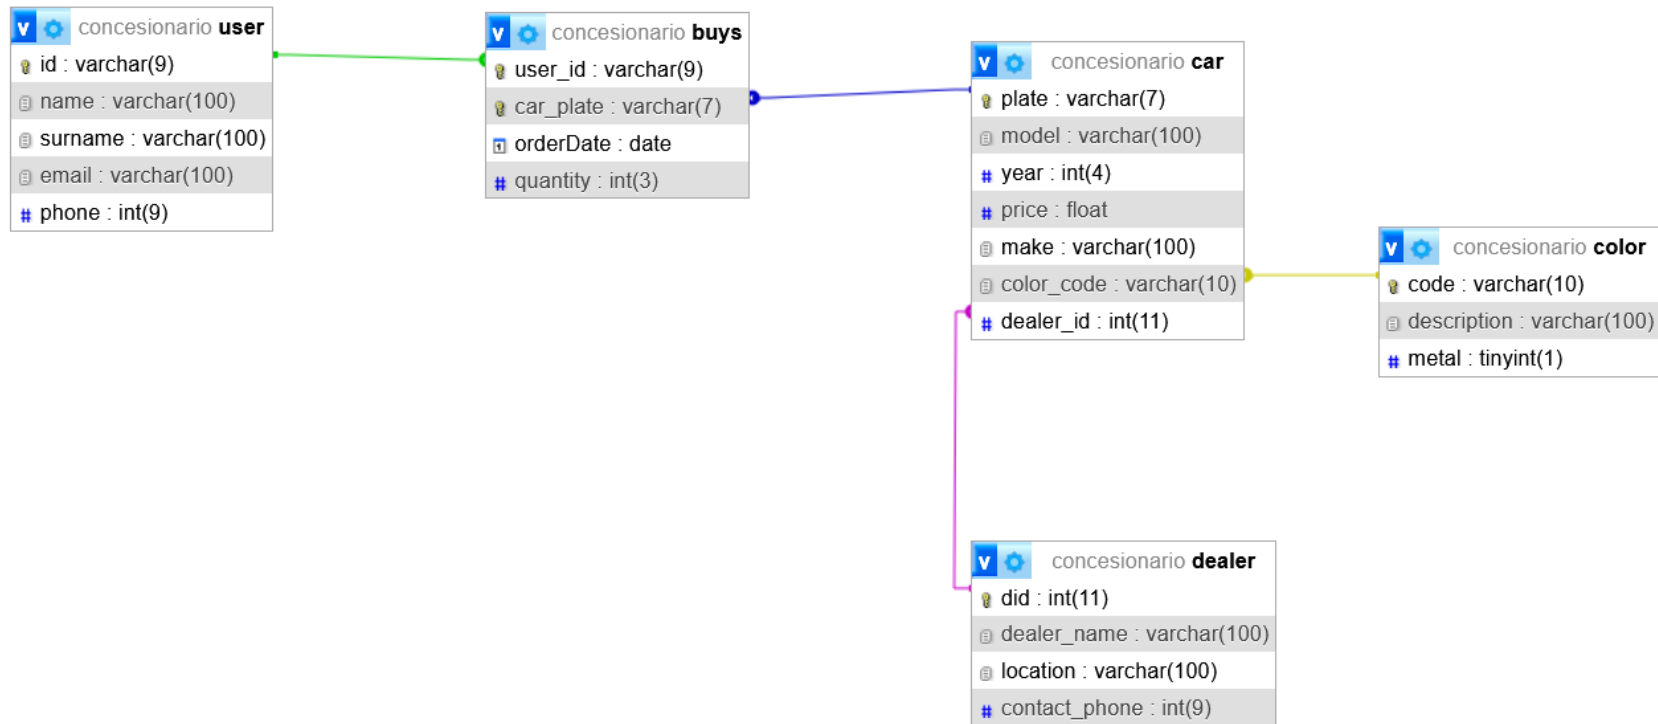 v concesionario user
id : varchar(9)
name : varchar(100)
surname : varchar(100)
email : varchar(100)
# phone : int(9)
v concesionario buys
user_id : varchar(9)
car_plate : varchar(7)
1 orderDate : date
# quantity : int(3)
v concesionario car
plate : varchar(7)
model : varchar(100)
# year : int(4)
# price : float
make : varchar(100)
color_code : varchar(10)
# dealer_id : int(11)
v concesionario color
code : varchar(10)
description : varchar(100)
# metal : tinyint(1)
v concesionario dealer
did : int(11)
dealer_name : varchar(100)
location : varchar(100)
# contact_phone : int(9)